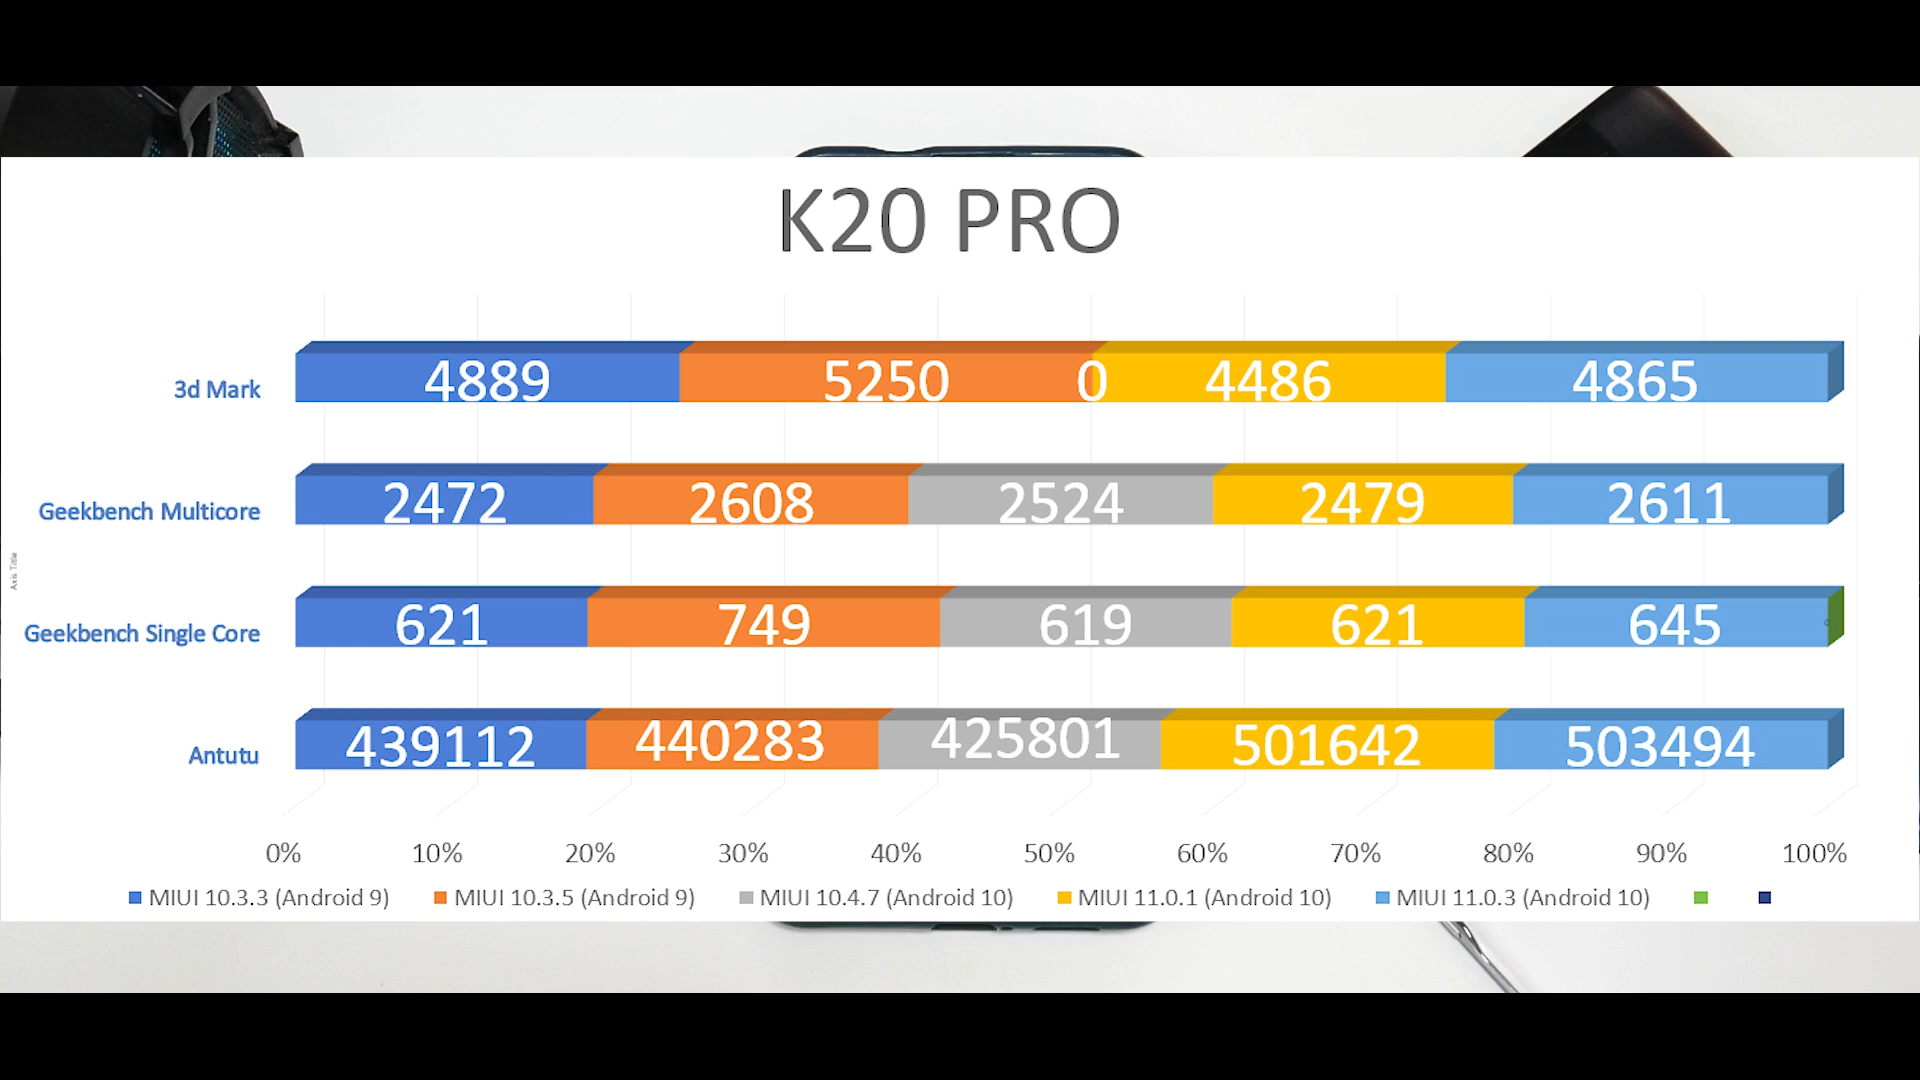 K20 PRO
3d Mark
4889 5250 0 4486 4865
Geekbench Multicore
2472 2608 2524 2479 2611
Axis Title
Geekbench Single Core
621 749 619 621 645 0
Antutu
439112 440283 425801 501642 503494
0% 10% 20% 30% 40% 50% 60% 70% 80% 90% 100%
MIUI 10.3.3 (Android 9) MIUI 10.3.5 (Android 9) MIUI 10.4.7 (Android 10) MIUI 11.0.1 (Android 10) MIUI 11.0.3 (Android 10)